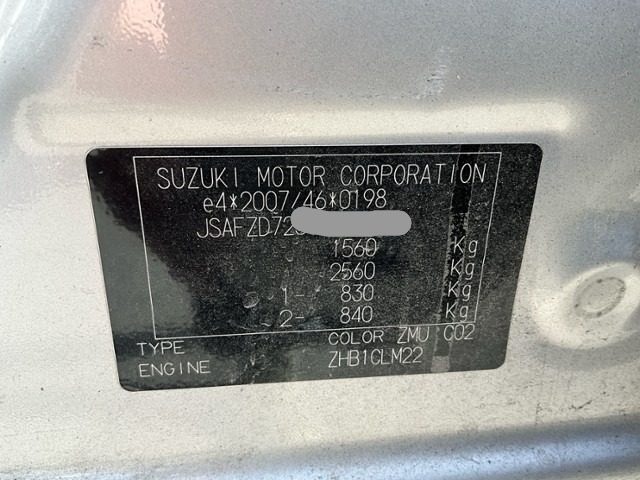 SUZUKI MOTOR CORPORATION
e4*2007/46*0198
JSAFZD72
1560 Kg
2560 Kg
1- 830 Kg
2- 840 Kg
COLOR ZMU C02
TYPE
ZHB1CLM22
ENGINE